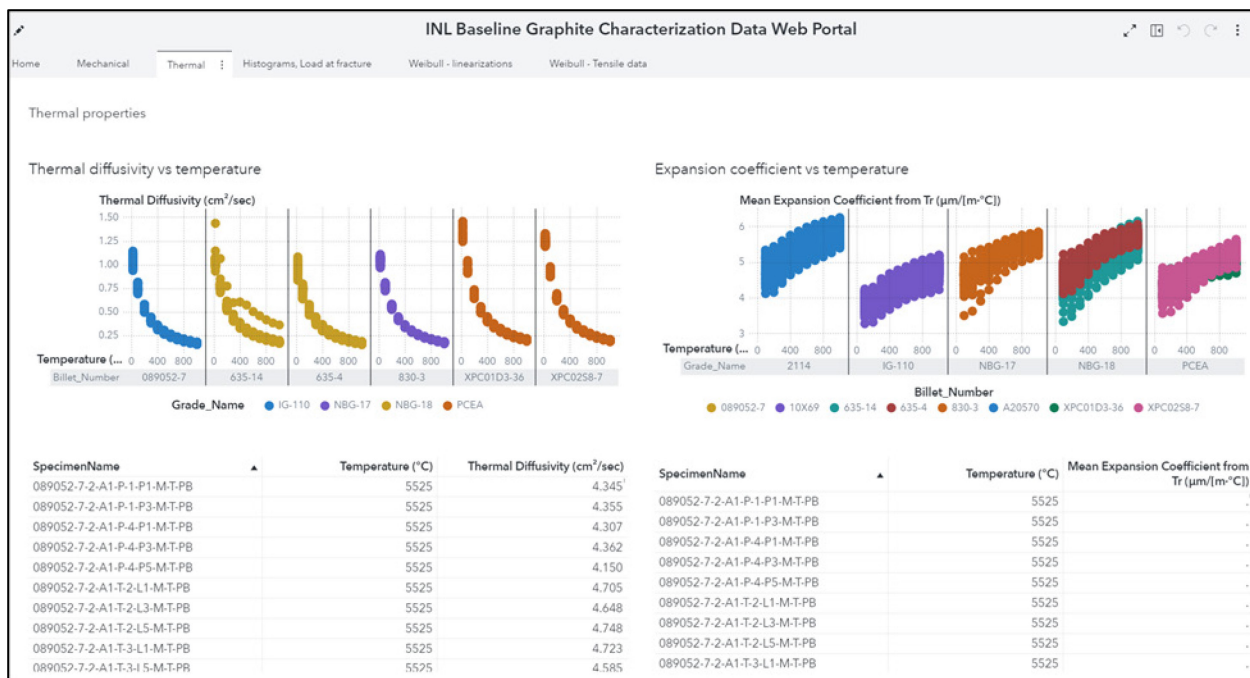 INL Baseline Graphite Characterization Data Web Portal
Home Mechanical Thermal Histograms, Load at fracture Weibull - linearizations Weibull - Tensile data
Thermal properties
Thermal diffusivity vs temperature
Thermal Diffusivity (cm²/sec)
1.50
1.25
1.00
0.75
0.50
0.25
Temperature (... 0 400 800 0 400 800 0 400 800 0 400 800 0 400 800 0 400 800
Billet_Number 089052-7 635-14 635-4 830-3 XPC01D3-36 XPC02S8-7
Grade_Name IG-110 NBG-17 NBG-18 PCEA
Expansion coefficient vs temperature
Mean Expansion Coefficient from Tr (µm/[m-°C])
6
5
4
3
Temperature (... 0 400 800 0 400 800 0 400 800 0 400 800 0 400 800
Grade_Name 2114 IG-110 NBG-17 NBG-18 PCEA
Billet_Number
089052-7 10X69 635-14 635-4 830-3 A20570 XPC01D3-36 XPC02S8-7
SpecimenName Temperature (°C) Thermal Diffusivity (cm²/sec)
089052-7-2-A1-P-1-P1-M-T-PB 5525 4.345
089052-7-2-A1-P-1-P3-M-T-PB 5525 4.355
089052-7-2-A1-P-4-P1-M-T-PB 5525 4.307
089052-7-2-A1-P-4-P3-M-T-PB 5525 4.362
089052-7-2-A1-P-4-P5-M-T-PB 5525 4.150
089052-7-2-A1-T-2-L1-M-T-PB 5525 4.705
089052-7-2-A1-T-2-L3-M-T-PB 5525 4.648
089052-7-2-A1-T-2-L5-M-T-PB 5525 4.748
089052-7-2-A1-T-3-L1-M-T-PB 5525 4.723
089052-7-2-A1-T-3-L5-M-T-PB 5525 4.585
SpecimenName Temperature (°C) Mean Expansion Coefficient from
Tr (µm/[m-°C])
089052-7-2-A1-P-1-P1-M-T-PB 5525 .
089052-7-2-A1-P-1-P3-M-T-PB 5525 .
089052-7-2-A1-P-4-P1-M-T-PB 5525 .
089052-7-2-A1-P-4-P3-M-T-PB 5525 .
089052-7-2-A1-P-4-P5-M-T-PB 5525 .
089052-7-2-A1-T-2-L1-M-T-PB 5525 .
089052-7-2-A1-T-2-L3-M-T-PB 5525 .
089052-7-2-A1-T-2-L5-M-T-PB 5525 .
089052-7-2-A1-T-3-L1-M-T-PB 5525 .